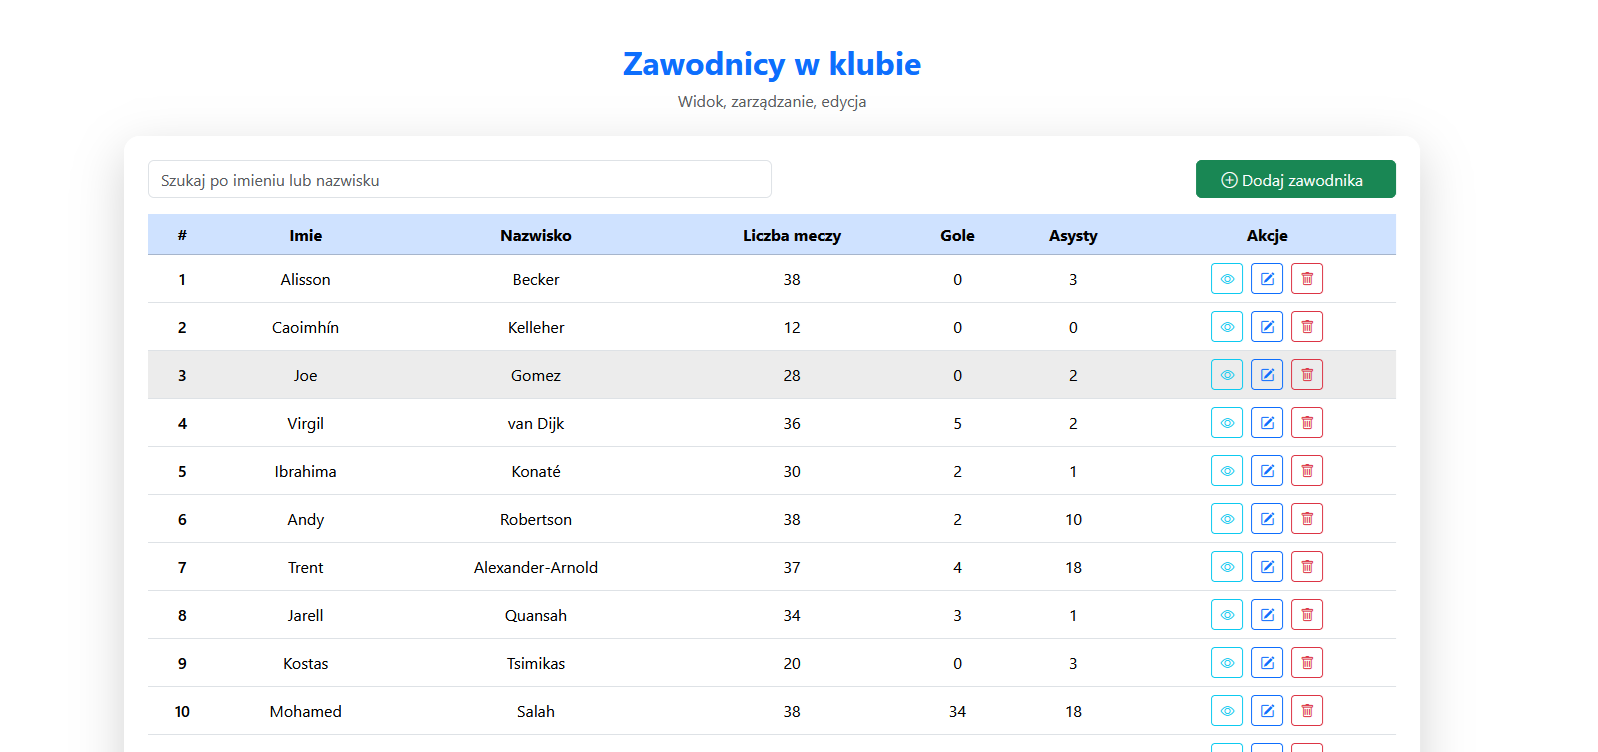 Zawodnicy w klubie
Widok, zarządzanie, edycja
Szukaj po imieniu lub nazwisku
Dodaj zawodnika
# Imie Nazwisko Liczba meczy Gole Asysty Akcje
1 Alisson Becker 38 0 3
2 Caoimhín Kelleher 12 0 0
3 Joe Gomez 28 0 2
4 Virgil van Dijk 36 5 2
5 Ibrahima Konaté 30 2 1
6 Andy Robertson 38 2 10
7 Trent Alexander-Arnold 37 4 18
8 Jarell Quansah 34 3 1
9 Kostas Tsimikas 20 0 3
10 Mohamed Salah 38 34 18